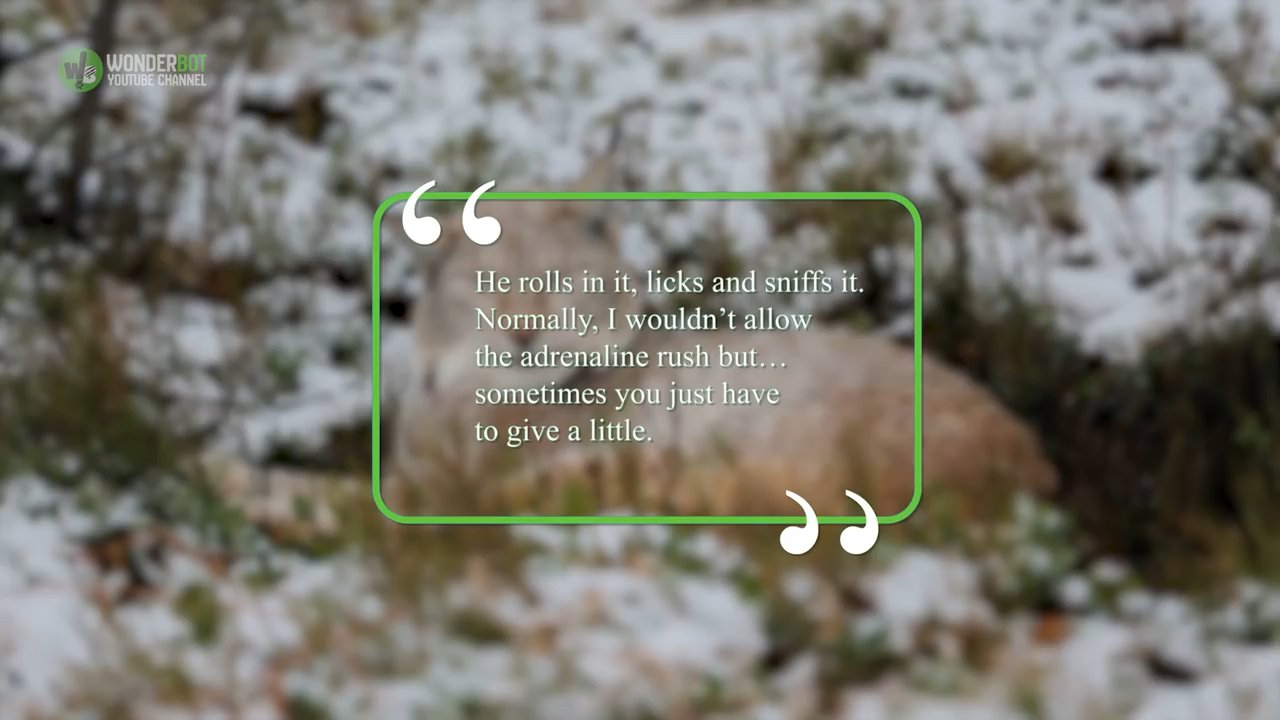 WONDERBOT
YOUTUBE CHANNEL
“
He rolls in it, licks and sniffs it.
Normally, I wouldn’t allow
the adrenaline rush but…
sometimes you just have
to give a little.
”